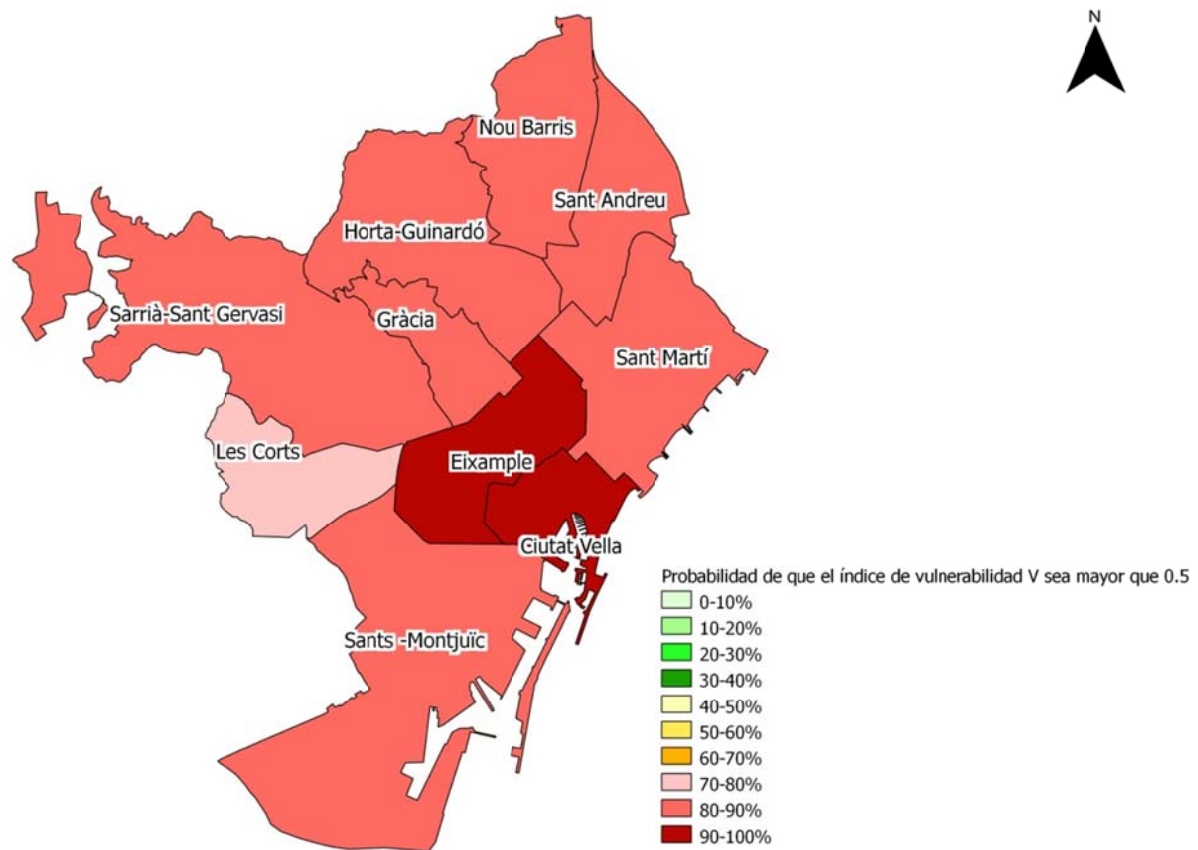 N
Nou Barris
Sant Andreu
Horta-Guinardó
Sarrià-Sant Gervasi
Gràcia
Sant Martí
Les Corts
Eixample
Ciutat Vella
Sants -Montjuïc
Probabilidad de que el índice de vulnerabilidad V sea mayor que 0.5
0-10%
10-20%
20-30%
30-40%
40-50%
50-60%
60-70%
70-80%
80-90%
90-100%